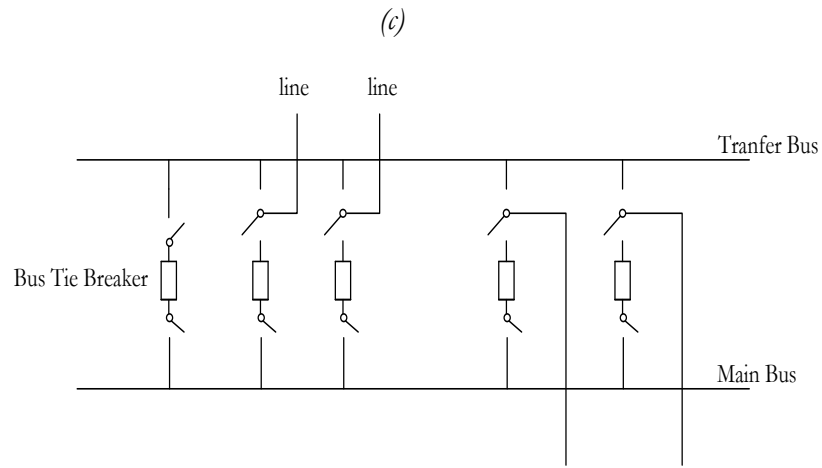 (c)
line line
Tranfer Bus
Bus Tie Breaker
Main Bus